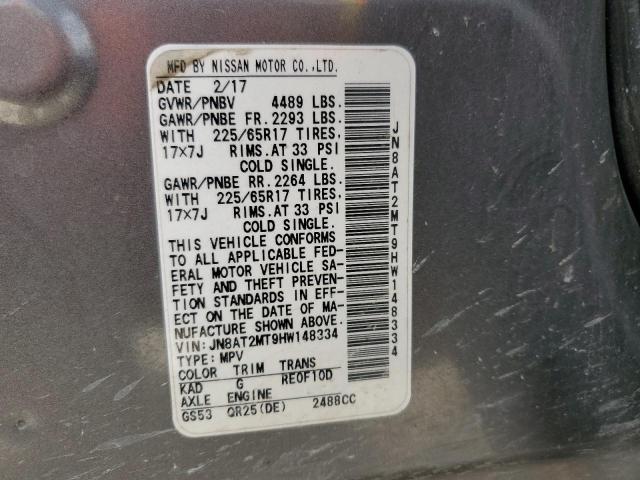 MFD BY NISSAN MOTOR CO.,LTD.
DATE 2/17
GVWR/PNBV 4489 LBS.
GAWR/PNBE FR.2293 LBS.
WITH 225/65R17 TIRES,
17×7J RIMS.AT 33 PSI
COLD SINGLE.
GAWR/PNBE RR.2264 LBS.
WITH 225/65R17 TIRES,
17×7J RIMS.AT 33 PSI
COLD SINGLE.
THIS VEHICLE CONFORMS
TO ALL APPLICABLE FED-
ERAL MOTOR VEHICLE SA-
FETY AND THEFT PREVEN-
TION STANDARDS IN EFF-
ECT ON THE DATE OF MA-
NUFACTURE SHOWN ABOVE.
VIN: JN8AT2MT9HW148334
TYPE: MPV
COLOR TRIM TRANS
KAD G RE0F10D
AXLE ENGINE
GS53 QR25(DE) 2488CC
JN8AT2MT9HW148334